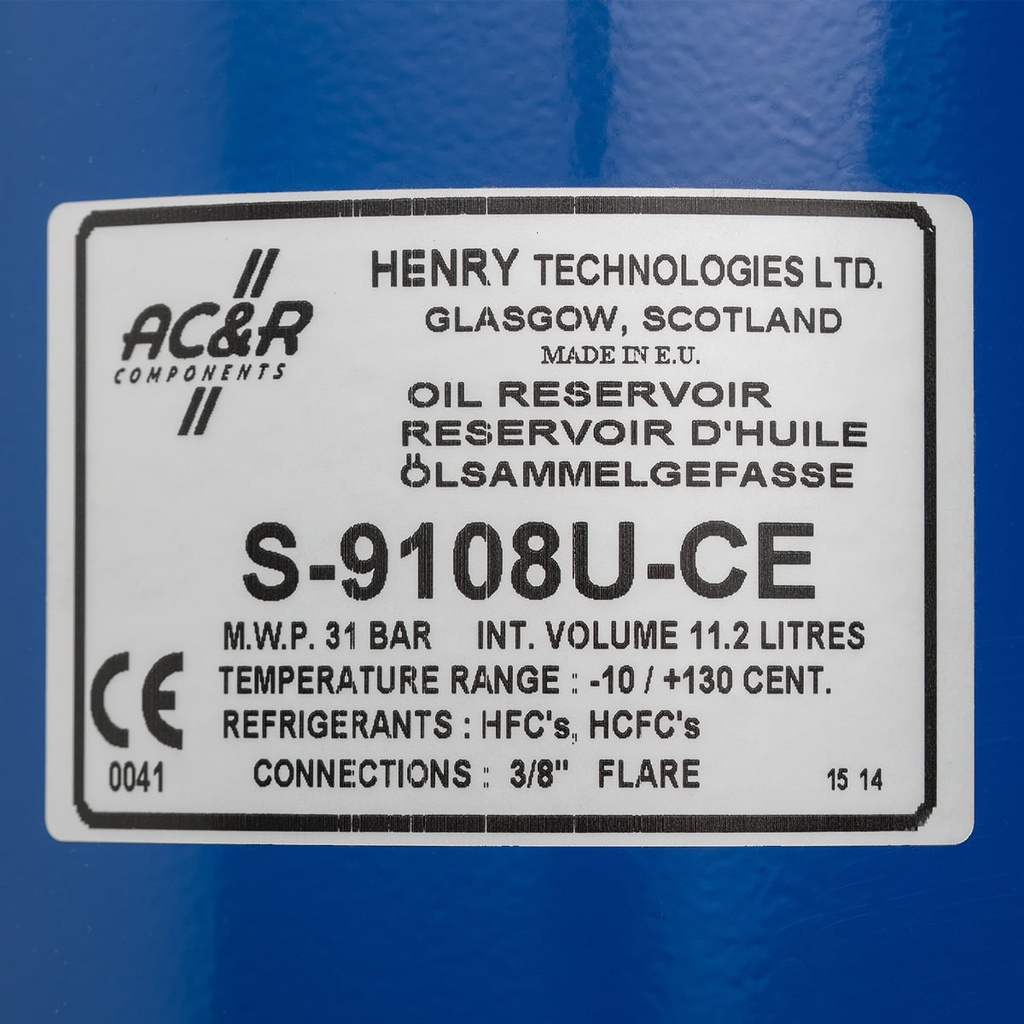 AC&R
COMPONENTS
HENRY TECHNOLOGIES LTD.
GLASGOW, SCOTLAND
MADE IN E.U.
OIL RESERVOIR
RESERVOIR D'HUILE
ÖLSAMMELGEFASSE
S-9108U-CE
M.W.P. 31 BAR INT. VOLUME 11.2 LITRES
TEMPERATURE RANGE : -10 / +130 CENT.
REFRIGERANTS : HFC's, HCFC's
CONNECTIONS : 3/8" FLARE
CE
0041
15 14